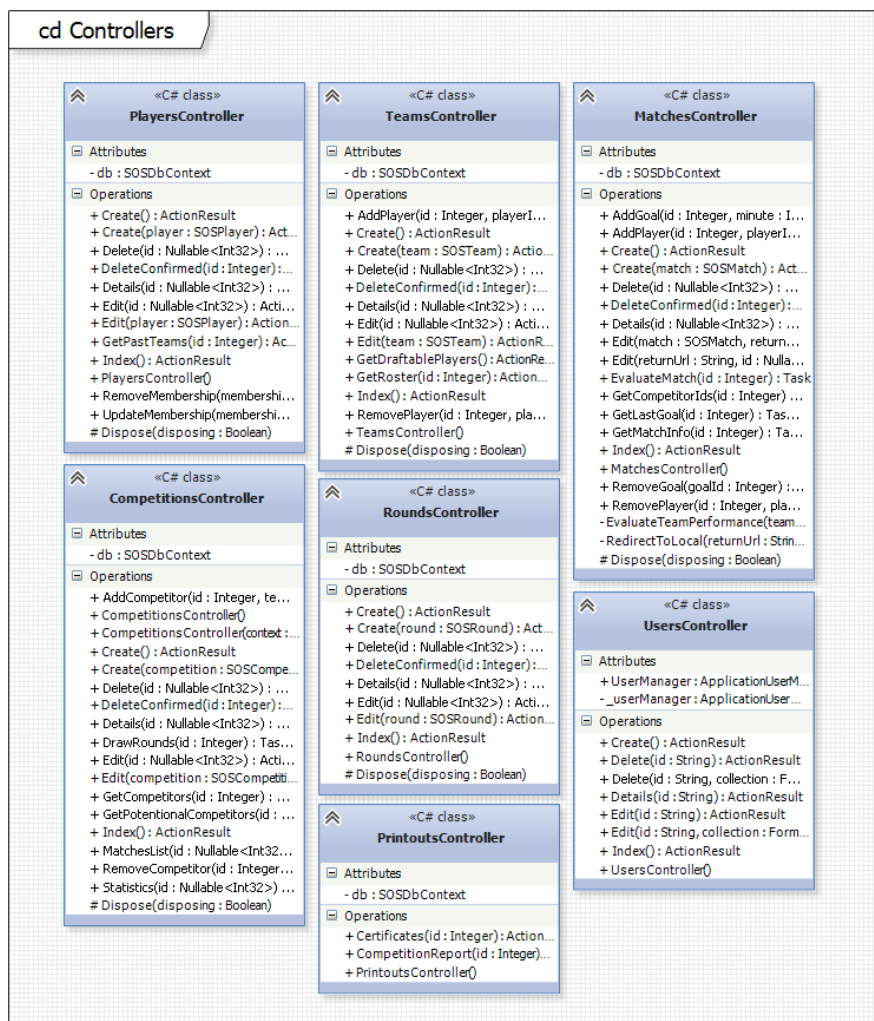 cd Controllers
«C# class»
PlayersController
Attributes
- db : SOSDbContext
Operations
+ Create() : ActionResult
+ Create(player : SOSPlayer) : Act...
+ Delete(id : Nullable<Int32>) : ...
+ DeleteConfirmed(id : Integer) :...
+ Details(id : Nullable<Int32>) : ...
+ Edit(id : Nullable<Int32>) : Acti...
+ Edit(player : SOSPlayer) : Action...
+ GetPastTeams(id : Integer) : Ac...
+ Index() : ActionResult
+ PlayersController()
+ RemoveMembership(membershi...
+ UpdateMembership(membershi...
# Dispose(disposing : Boolean)
«C# class»
TeamsController
Attributes
- db : SOSDbContext
Operations
+ AddPlayer(id : Integer, playerI...
+ Create() : ActionResult
+ Create(team : SOSTeam) : Actio...
+ Delete(id : Nullable<Int32>) : ...
+ DeleteConfirmed(id : Integer) :...
+ Details(id : Nullable<Int32>) : ...
+ Edit(id : Nullable<Int32>) : Acti...
+ Edit(team : SOSTeam) : ActionR...
+ GetDraftablePlayers() : ActionRe...
+ GetRoster(id : Integer) : Action...
+ Index() : ActionResult
+ RemovePlayer(id : Integer, pla...
+ TeamsController()
# Dispose(disposing : Boolean)
«C# class»
MatchesController
Attributes
- db : SOSDbContext
Operations
+ AddGoal(id : Integer, minute : I...
+ AddPlayer(id : Integer, playerI...
+ Create() : ActionResult
+ Create(match : SOSMatch) : Act...
+ Delete(id : Nullable<Int32>) : ...
+ DeleteConfirmed(id : Integer) :...
+ Details(id : Nullable<Int32>) : ...
+ Edit(match : SOSMatch, return...
+ Edit(returnUrl : String, id : Nulla...
+ EvaluateMatch(id : Integer) : Task
+ GetCompetitorIds(id : Integer) ...
+ GetLastGoal(id : Integer) : Tas...
+ GetMatchInfo(id : Integer) : Ta...
+ Index() : ActionResult
+ MatchesController()
+ RemoveGoal(goalId : Integer) :...
+ RemovePlayer(id : Integer, pla...
- EvaluateTeamPerformance(team...
- RedirectToLocal(returnUrl : Strin...
# Dispose(disposing : Boolean)
«C# class»
CompetitionsController
Attributes
- db : SOSDbContext
Operations
+ AddCompetitor(id : Integer, te...
+ CompetitionsController()
+ CompetitionsController(context :...
+ Create() : ActionResult
+ Create(competition : SOSCompe...
+ Delete(id : Nullable<Int32>) : ...
+ DeleteConfirmed(id : Integer) :...
+ Details(id : Nullable<Int32>) : ...
+ DrawRounds(id : Integer) : Tas...
+ Edit(id : Nullable<Int32>) : Acti...
+ Edit(competition : SOSCompetiti...
+ GetCompetitors(id : Integer) : ...
+ GetPotentionalCompetitors(id : ...
+ Index() : ActionResult
+ MatchesList(id : Nullable<Int32...
+ RemoveCompetitor(id : Integer...
+ Statistics(id : Nullable<Int32>) ...
# Dispose(disposing : Boolean)
«C# class»
RoundsController
Attributes
- db : SOSDbContext
Operations
+ Create() : ActionResult
+ Create(round : SOSRound) : Act...
+ Delete(id : Nullable<Int32>) : ...
+ DeleteConfirmed(id : Integer) :...
+ Details(id : Nullable<Int32>) : ...
+ Edit(id : Nullable<Int32>) : Acti...
+ Edit(round : SOSRound) : Action...
+ Index() : ActionResult
+ RoundsController()
# Dispose(disposing : Boolean)
«C# class»
UsersController
Attributes
+ UserManager : ApplicationUserM...
- _userManager : ApplicationUser...
Operations
+ Create() : ActionResult
+ Delete(id : String) : ActionResult
+ Delete(id : String, collection : F...
+ Details(id : String) : ActionResult
+ Edit(id : String) : ActionResult
+ Edit(id : String, collection : Form...
+ Index() : ActionResult
+ UsersController()
«C# class»
PrintoutsController
Attributes
- db : SOSDbContext
Operations
+ Certificates(id : Integer) : Action...
+ CompetitionReport(id : Integer)...
+ PrintoutsController()